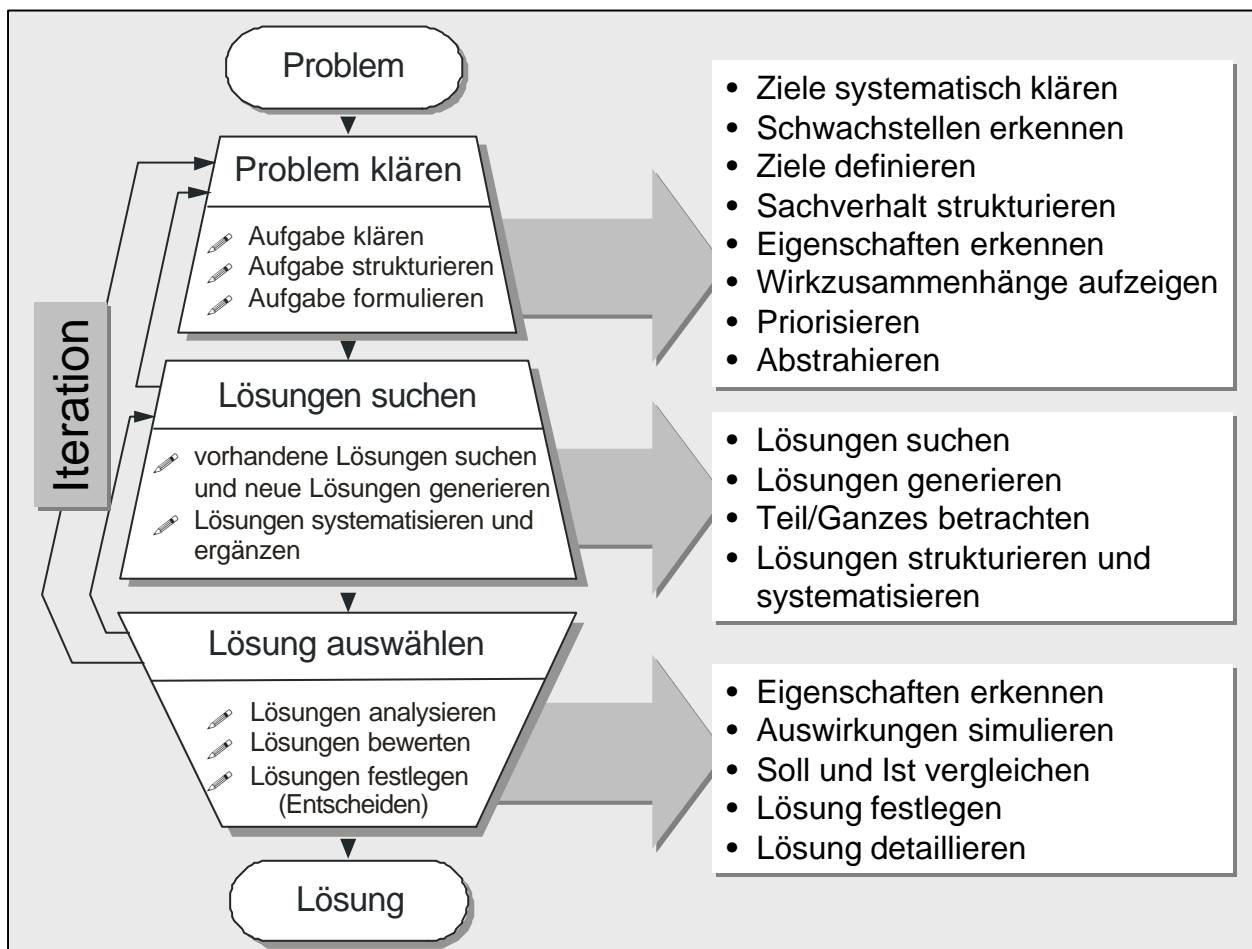 Problem
Problem klären
Aufgabe klären
Aufgabe strukturieren
Aufgabe formulieren
Iteration
Lösungen suchen
vorhandene Lösungen suchen
und neue Lösungen generieren
Lösungen systematisieren und
ergänzen
Lösung auswählen
Lösungen analysieren
Lösungen bewerten
Lösungen festlegen
(Entscheiden)
Lösung
• Ziele systematisch klären
• Schwachstellen erkennen
• Ziele definieren
• Sachverhalt strukturieren
• Eigenschaften erkennen
• Wirkzusammenhänge aufzeigen
• Priorisieren
• Abstrahieren
• Lösungen suchen
• Lösungen generieren
• Teil/Ganzes betrachten
• Lösungen strukturieren und
systematisieren
• Eigenschaften erkennen
• Auswirkungen simulieren
• Soll und Ist vergleichen
• Lösung festlegen
• Lösung detaillieren